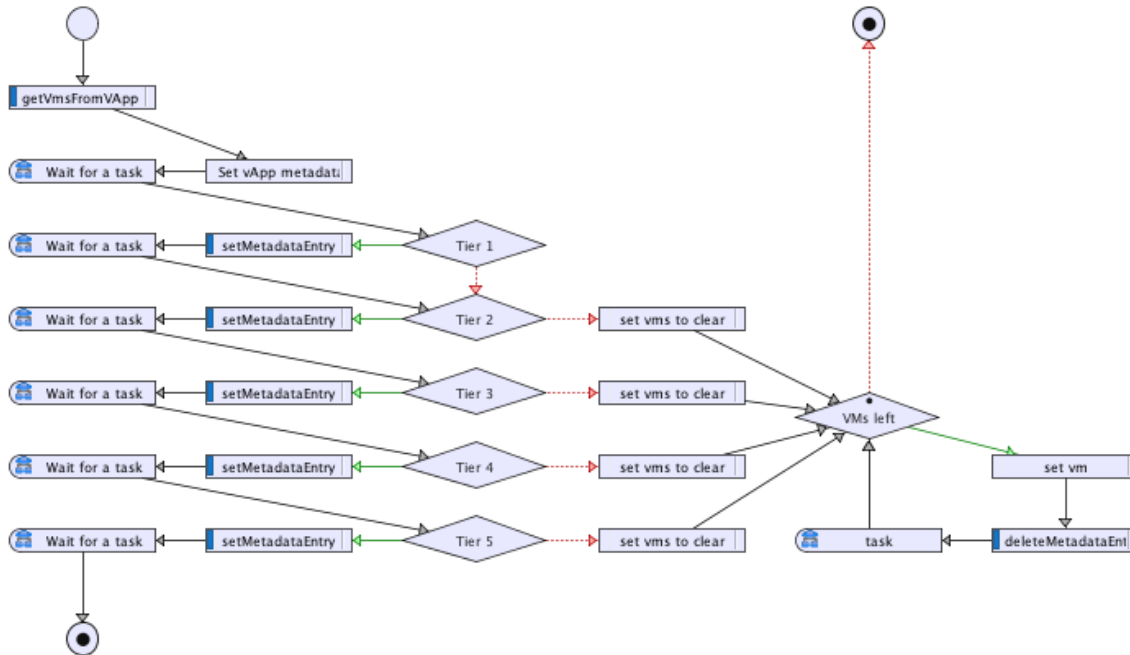 getVmsFromVApp
Wait for a task
Set vApp metadata
Wait for a task
setMetadataEntry
Tier 1
Wait for a task
setMetadataEntry
Tier 2
set vms to clear
Wait for a task
setMetadataEntry
Tier 3
set vms to clear
VMs left
Wait for a task
setMetadataEntry
Tier 4
set vms to clear
set vm
Wait for a task
setMetadataEntry
Tier 5
set vms to clear
task
deleteMetadataEnt